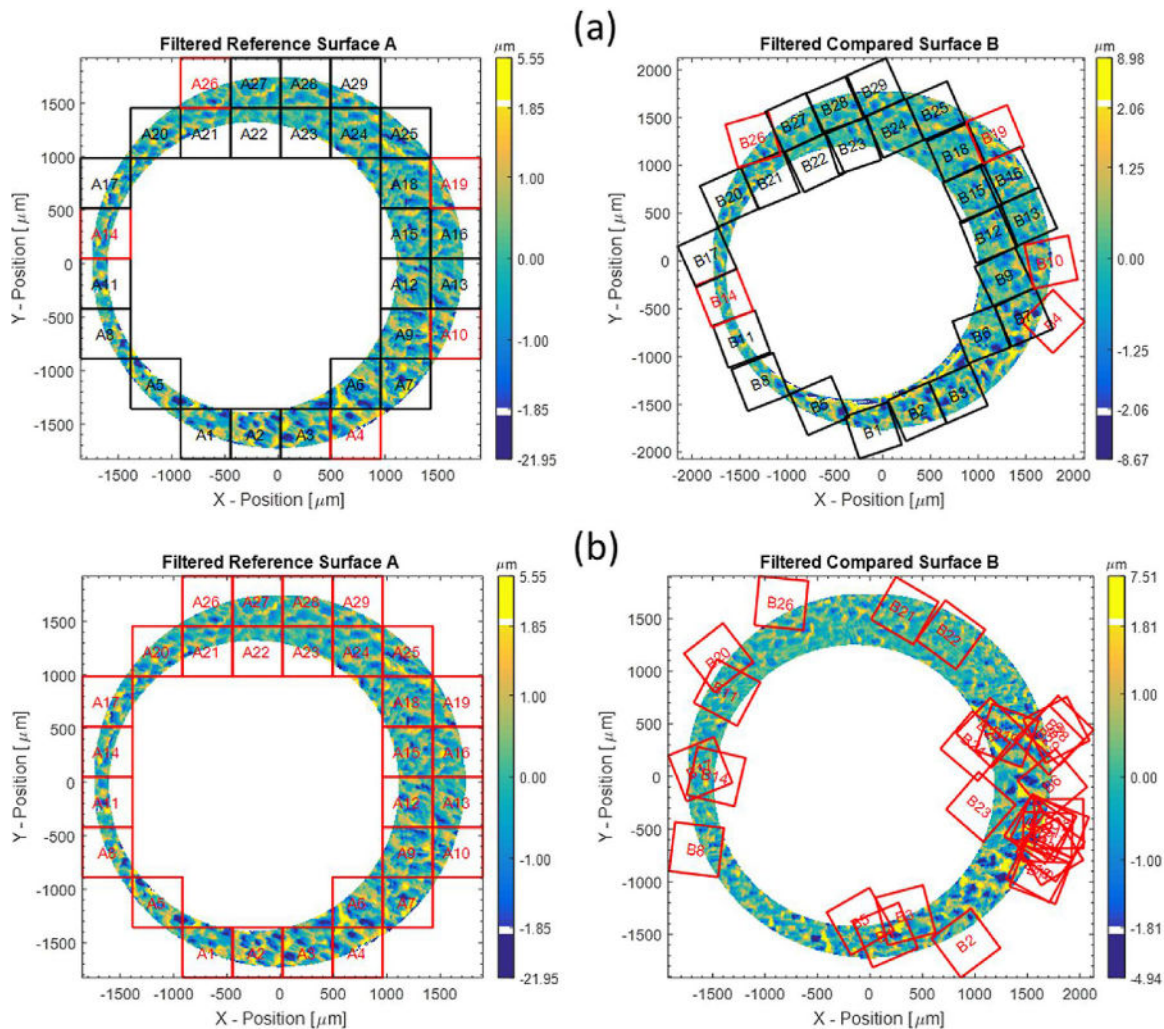 (a)
Filtered Reference Surface A
μm
5.55
1.85
1.00
0.00
-1.00
-1.85
-21.95
A26 A27 A28 A29
A20 A21 A22 A23 A24 A25
A17 A18 A19
A14 A15 A16
A11 A12 A13
A8 A9 A10
A5 A6 A7
A1 A2 A3 A4
1500
1000
500
0
-500
-1000
-1500
Y - Position [μm]
-1500 -1000 -500 0 500 1000 1500
X - Position [μm]
Filtered Compared Surface B
μm
8.98
2.06
1.25
0.00
-1.25
-2.06
-8.67
B26 B27 B28 B29
B20 B21 B22 B23 B24 B25
B17 B18 B19
B14 B15 B16
B11 B12 B13
B8 B9 B10
B5 B6 B7
B1 B2 B3 B4
2000
1500
1000
500
0
-500
-1000
-1500
-2000
Y - Position [μm]
-2000 -1500 -1000 -500 0 500 1000 1500 2000
X - Position [μm]
(b)
Filtered Reference Surface A
μm
5.55
1.85
1.00
0.00
-1.00
-1.85
-21.95
A26 A27 A28 A29
A20 A21 A22 A23 A24 A25
A17 A18 A19
A14 A15 A16
A11 A12 A13
A8 A9 A10
A5 A6 A7
A1 A2 A3 A4
1500
1000
500
0
-500
-1000
-1500
Y - Position [μm]
-1500 -1000 -500 0 500 1000 1500
X - Position [μm]
Filtered Compared Surface B
μm
7.51
1.81
1.00
0.00
-1.00
-1.81
-4.94
B26 B21 B22
B20
B14 B6
B23
B8
B5 B2
1500
1000
500
0
-500
-1000
-1500
Y - Position [μm]
-1500 -1000 -500 0 500 1000 1500 2000
X - Position [μm]